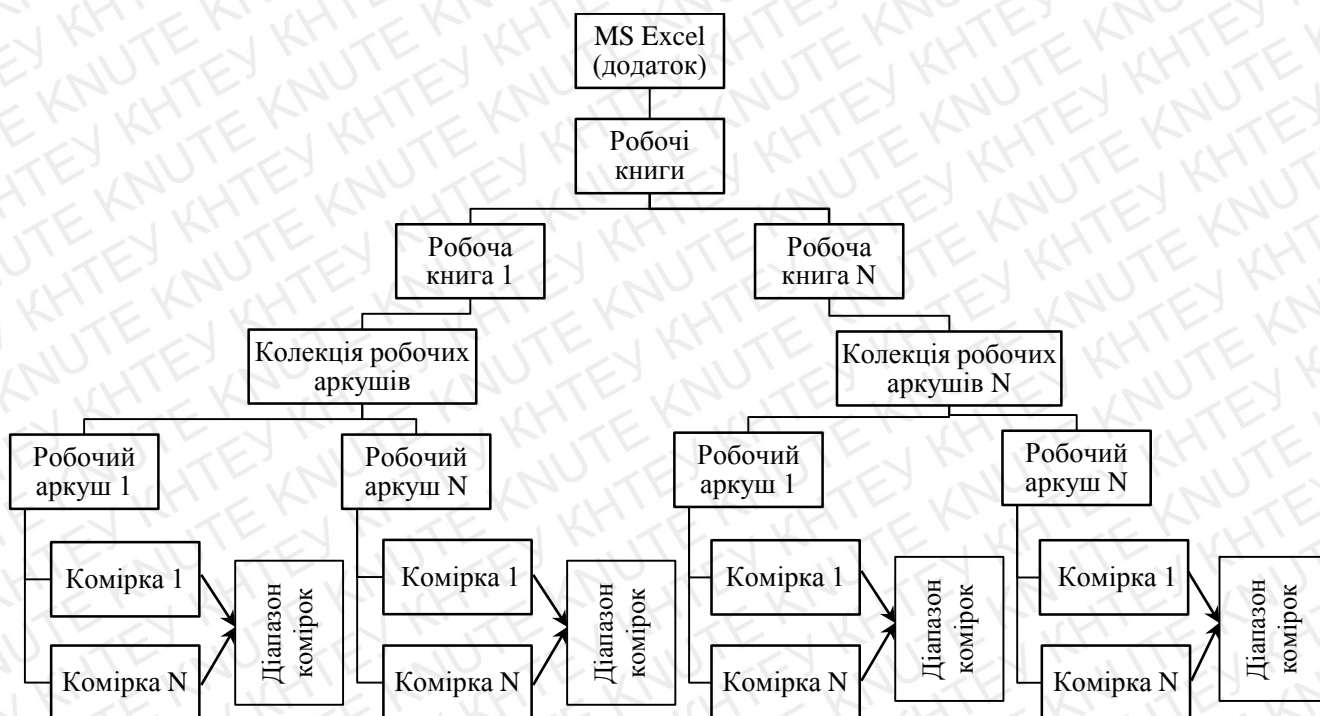 MS Excel
(додаток)
Робочі
книги
Робоча
книга 1
Робоча
книга N
Колекція робочих
аркушів
Колекція робочих
аркушів N
Робочий
аркуш 1
Робочий
аркуш N
Робочий
аркуш 1
Робочий
аркуш N
Комірка 1
Комірка N
Діапазон
комірок
Комірка 1
Комірка N
Діапазон
комірок
Комірка 1
Комірка N
Діапазон
комірок
Комірка 1
Комірка N
Діапазон
комірок